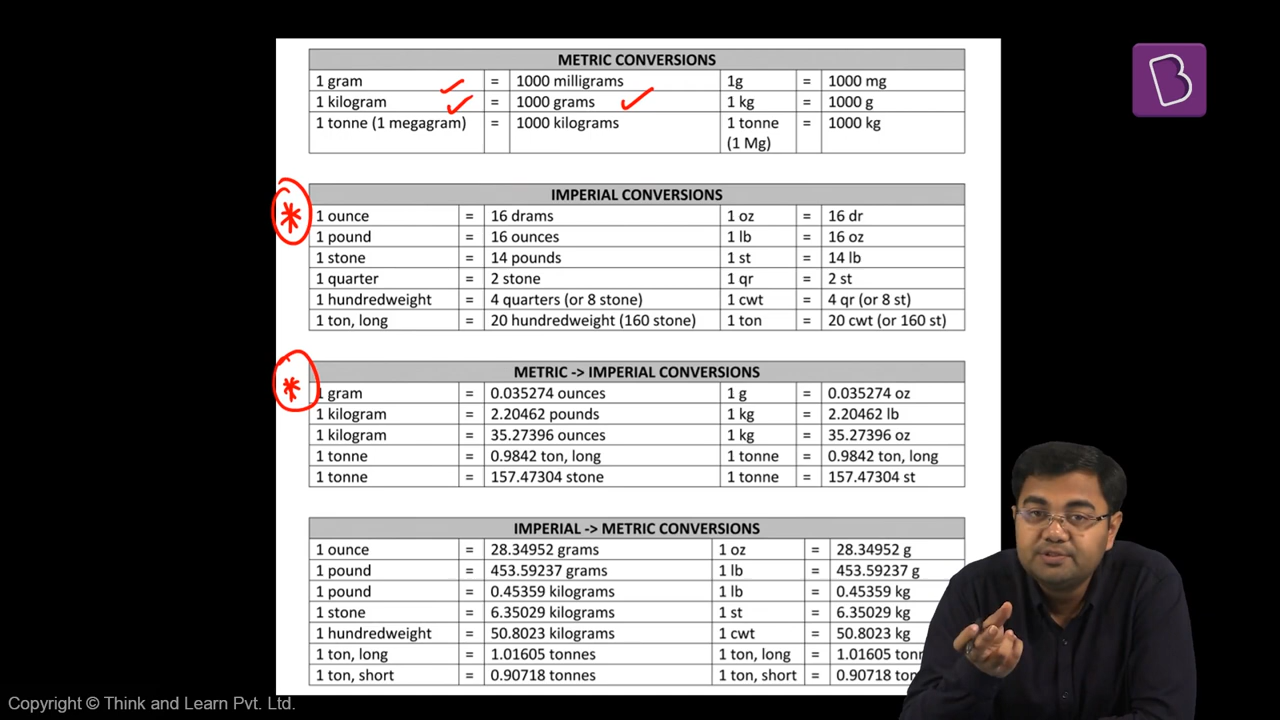 METRIC CONVERSIONS
1 gram = 1000 milligrams 1g = 1000 mg
1 kilogram = 1000 grams 1 kg = 1000 g
1 tonne (1 megagram) = 1000 kilograms 1 tonne = 1000 kg
(1 Mg)
IMPERIAL CONVERSIONS
1 ounce = 16 drams 1 oz = 16 dr
1 pound = 16 ounces 1 lb = 16 oz
1 stone = 14 pounds 1 st = 14 lb
1 quarter = 2 stone 1 qr = 2 st
1 hundredweight = 4 quarters (or 8 stone) 1 cwt = 4 qr (or 8 st)
1 ton, long = 20 hundredweight (160 stone) 1 ton = 20 cwt (or 160 st)
METRIC -> IMPERIAL CONVERSIONS
1 gram = 0.035274 ounces 1 g = 0.035274 oz
1 kilogram = 2.20462 pounds 1 kg = 2.20462 lb
1 kilogram = 35.27396 ounces 1 kg = 35.27396 oz
1 tonne = 0.9842 ton, long 1 tonne = 0.9842 ton, long
1 tonne = 157.47304 stone 1 tonne = 157.47304 st
IMPERIAL -> METRIC CONVERSIONS
1 ounce = 28.34952 grams 1 oz = 28.34952 g
1 pound = 453.59237 grams 1 lb = 453.59237 g
1 pound = 0.45359 kilograms 1 lb = 0.45359 kg
1 stone = 6.35029 kilograms 1 st = 6.35029 kg
1 hundredweight = 50.8023 kilograms 1 cwt = 50.8023 kg
1 ton, long = 1.01605 tonnes 1 ton, long = 1.01605
1 ton, short = 0.90718 tonnes 1 ton, short = 0.90718
Copyright © Think and Learn Pvt. Ltd.